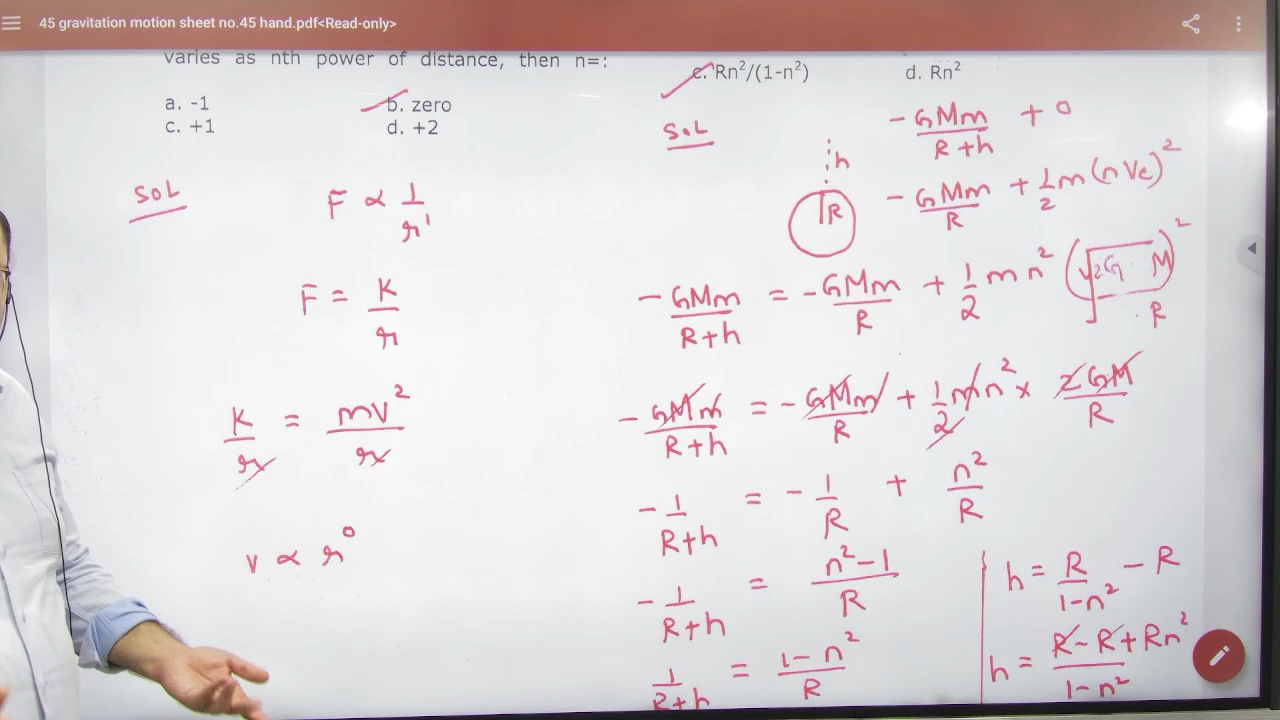 45 gravitation motion sheet no.45 hand.pdf<Read-only>
varies as nth power of distance, then n=:
a. -1
b. zero
c. +1
d. +2
SOL
F ∝ 1/r¹
F = K/r
K/r = mv²/r
v ∝ r⁰
c. Rn²/(1-n²)
d. Rn²
SOL
h
R
-GMm/R+h + 0
-GMm/R + 1/2 m(nVe)²
-GMm/R+h = -GMm/R + 1/2 m n² (√2G·M/R)²
-GMm/R+h = -GMm/R + 1/2 mn² × 2GM/R
-1/R+h = -1/R + n²/R
-1/R+h = n²-1/R
1/R+h = 1-n²/R
h = R/1-n² - R
h = R-R+Rn²/1-n²